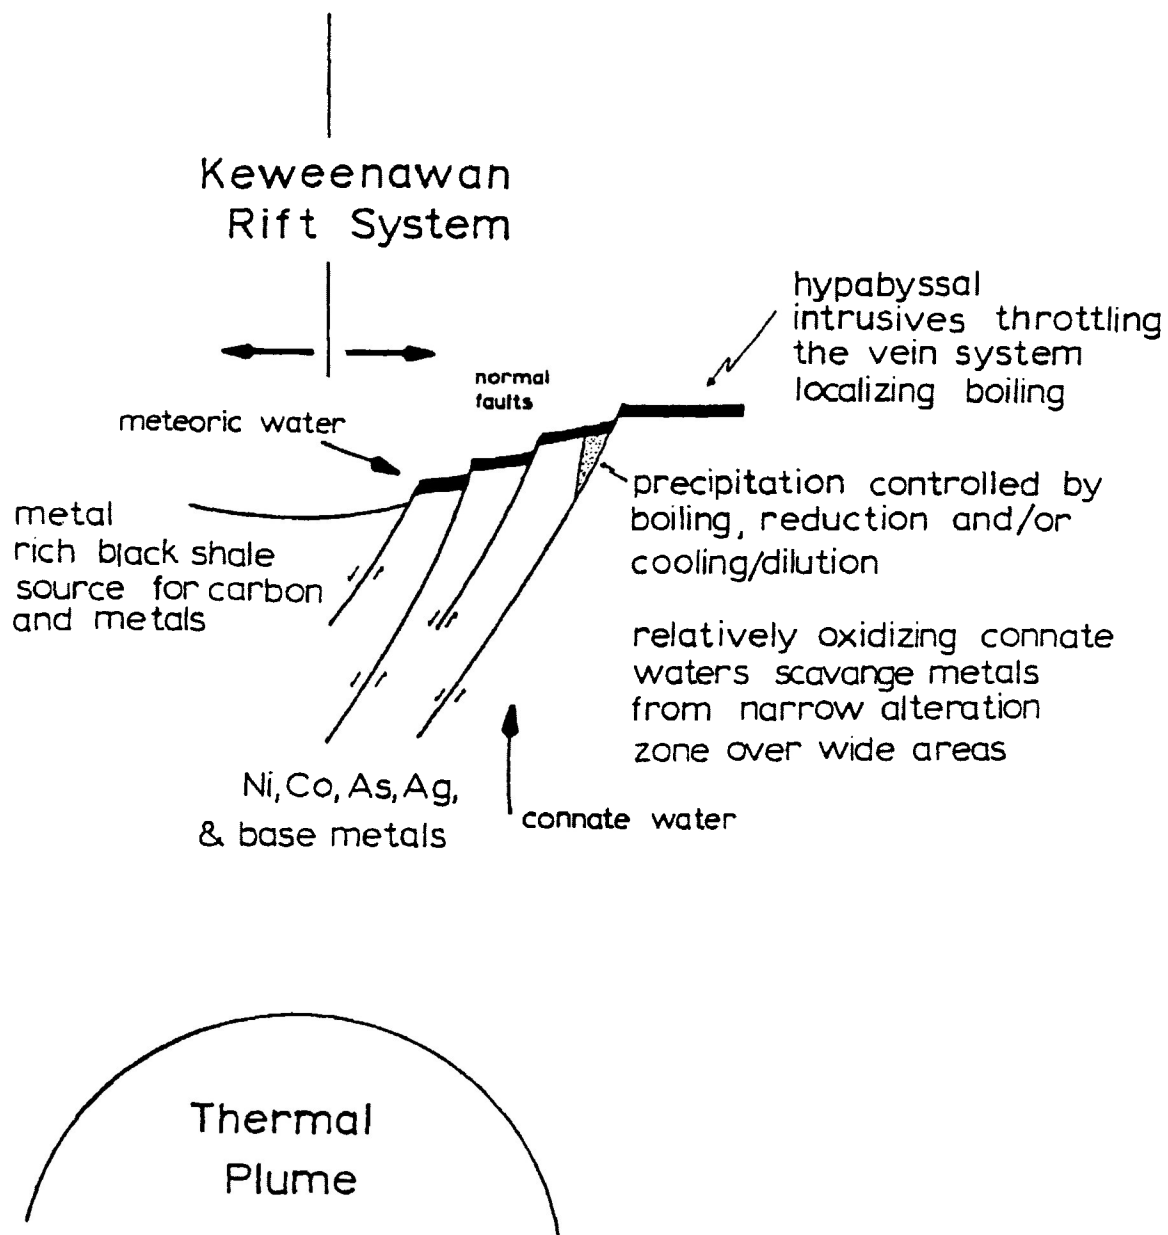 Keweenawan
Rift System
hypabyssal
intrusives throttling
the vein system
localizing boiling
normal
faults
meteoric water
metal
rich black shale
source for carbon
and metals
precipitation controlled by
boiling, reduction and/or
cooling/dilution
relatively oxidizing connate
waters scavange metals
from narrow alteration
zone over wide areas
Ni, Co, As, Ag,
& base metals
connate water
Thermal
Plume